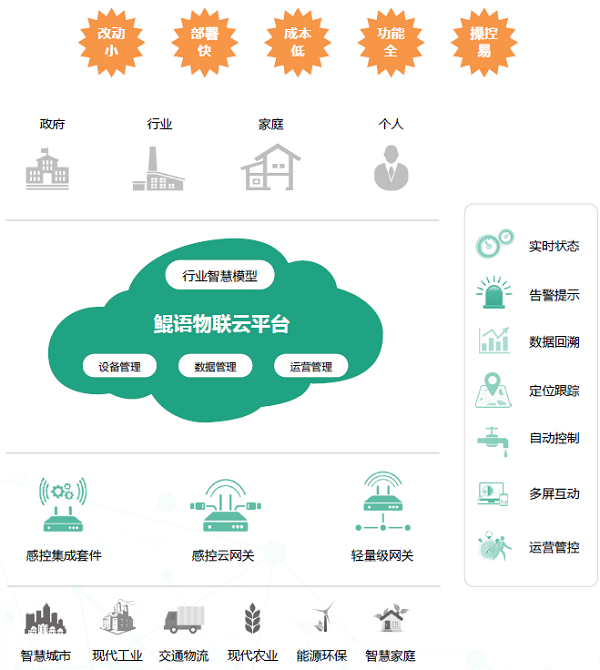 改动
小
部署
快
成本
低
功能
全
操控
易
政府
行业
家庭
个人
行业智慧模型
鲲语物联云平台
设备管理
数据管理
运营管理
感控集成套件
感控云网关
轻量级网关
智慧城市
现代工业
交通物流
现代农业
能源环保
智慧家庭
实时状态
告警提示
数据回溯
定位跟踪
自动控制
多屏互动
运营管控